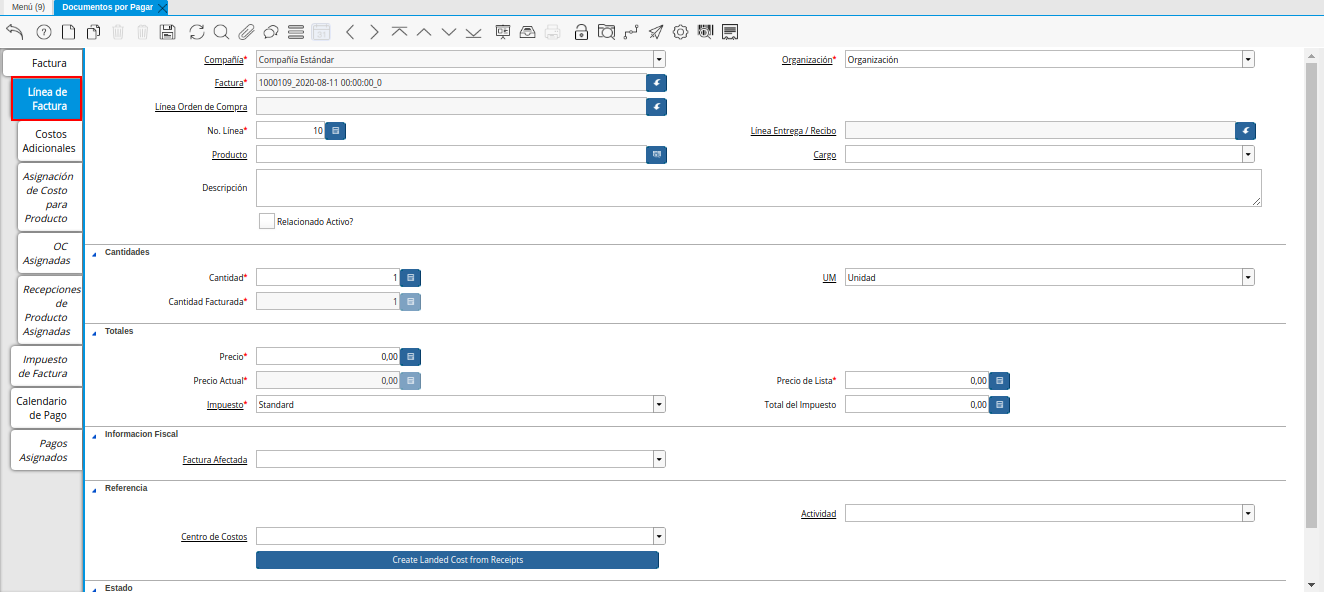 Menú (9)
Documentos por Pagar
Factura
Línea de
Factura
Costos
Adicionales
Asignación
de Costo
para
Producto
OC
Asignadas
Recepciones
de
Producto
Asignadas
Impuesto
de Factura
Calendario
de Pago
Pagos
Asignados
Compañía* Compañía Estándar
Organización* Organización
Factura* 1000109_2020-08-11 00:00:00_0
Línea Orden de Compra
No. Línea* 10
Línea Entrega / Recibo
Producto
Cargo
Descripción
Relacionado Activo?
Cantidades
Cantidad* 1
UM Unidad
Cantidad Facturada* 1
Totales
Precio* 0,00
Precio Actual* 0,00
Precio de Lista* 0,00
Impuesto* Standard
Total del Impuesto 0,00
Informacion Fiscal
Factura Afectada
Referencia
Actividad
Centro de Costos
Create Landed Cost from Receipts
Estado